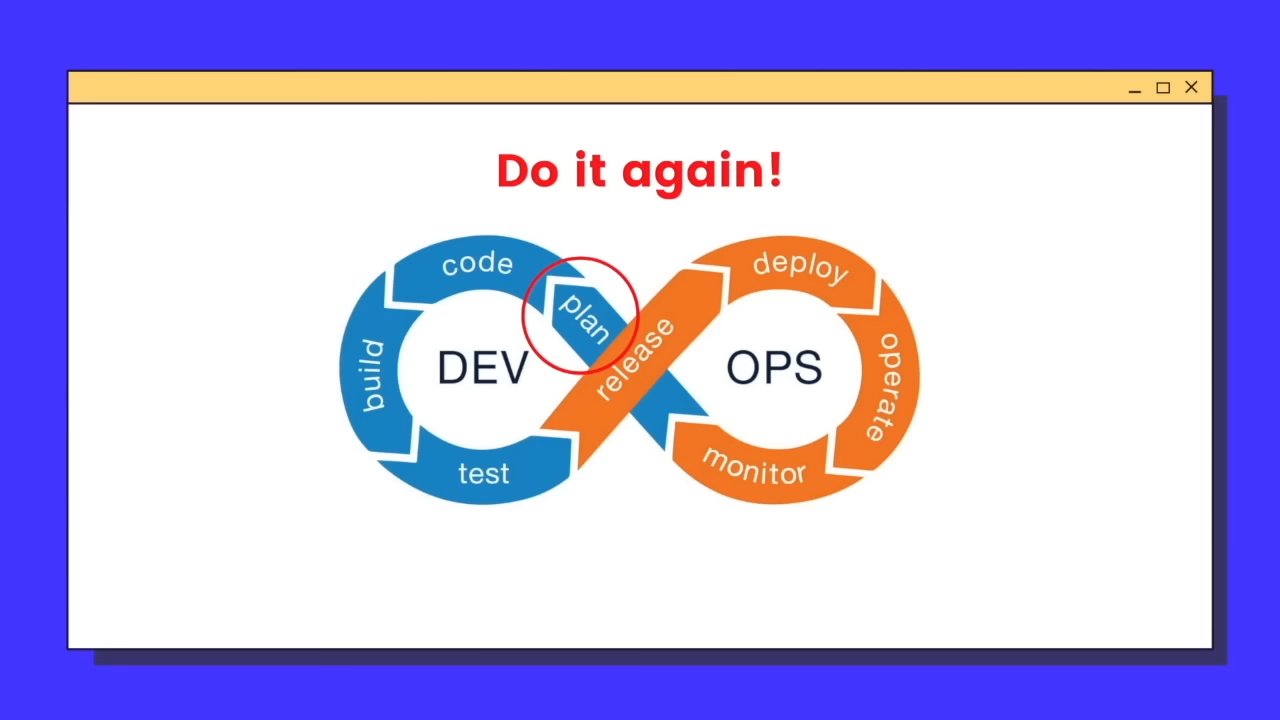 Do it again!
code
plan
build
DEV
test
release
deploy
OPS
operate
monitor